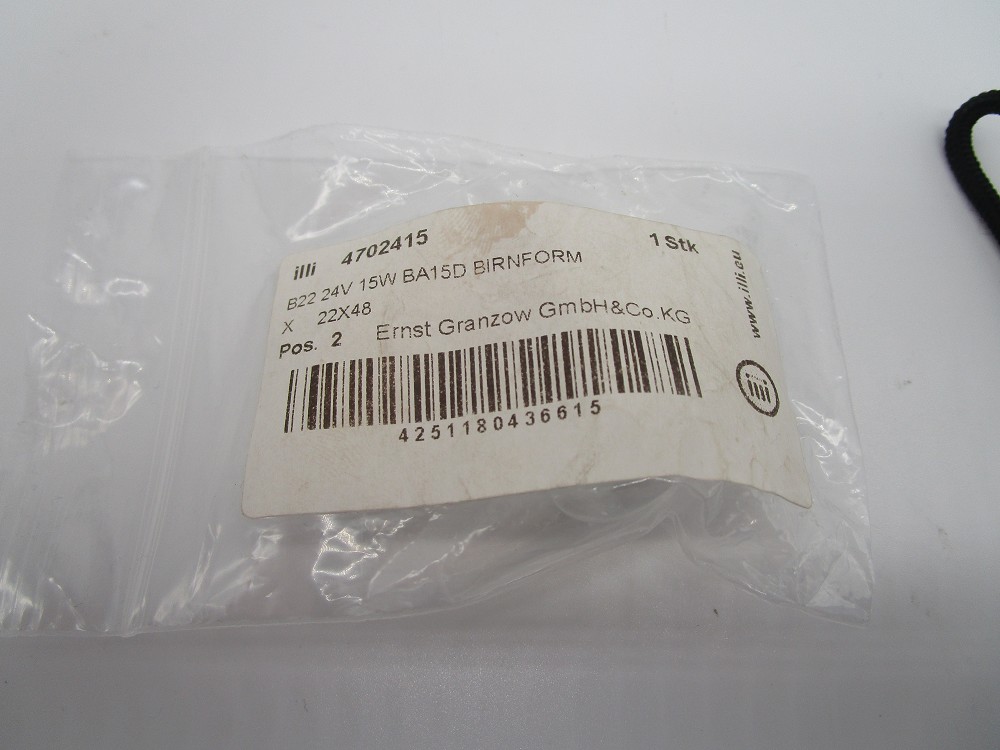 illi 4702415 1 Stk
B22 24V 15W BA15D BIRNFORM
X 22X48
Pos. 2 Ernst Granzow GmbH&Co.KG
4251180436615
www.illi.eu
illi